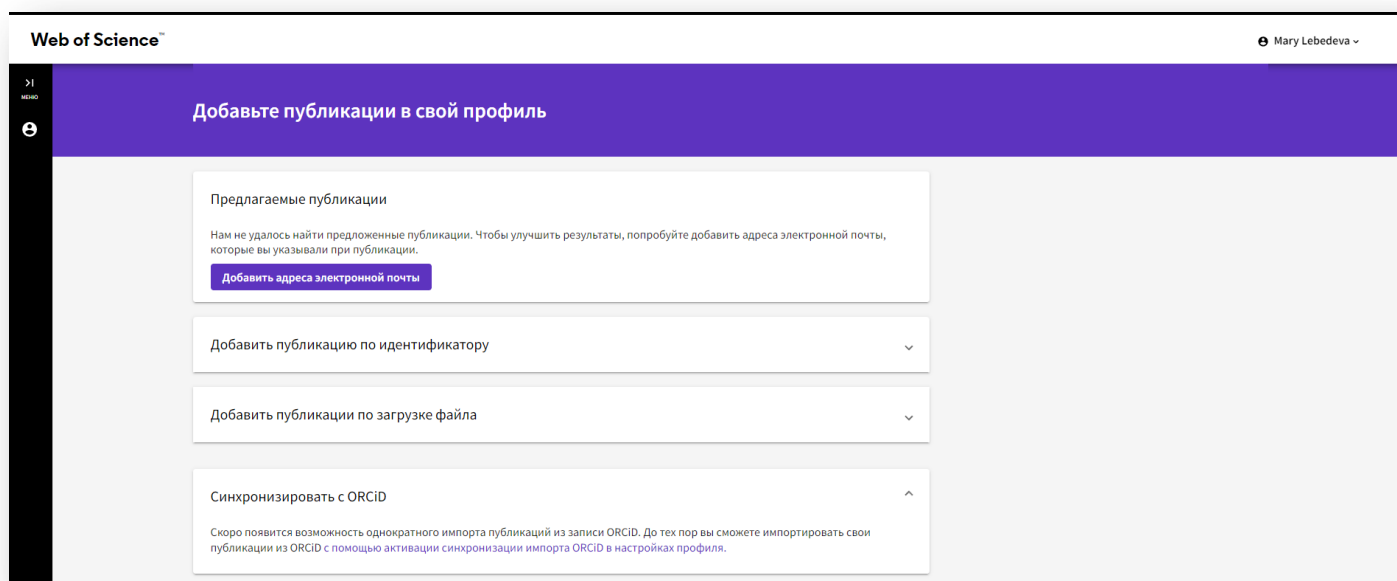 Web of Science™
Mary Lebedeva
МЕНЮ
Добавьте публикации в свой профиль
Предлагаемые публикации
Нам не удалось найти предложенные публикации. Чтобы улучшить результаты, попробуйте добавить адреса электронной почты,
которые вы указывали при публикации.
Добавить адреса электронной почты
Добавить публикацию по идентификатору
Добавить публикации по загрузке файла
Синхронизировать с ORCiD
Скоро появится возможность однократного импорта публикаций из записи ORCiD. До тех пор вы сможете импортировать свои
публикации из ORCiD с помощью активации синхронизации импорта ORCiD в настройках профиля.